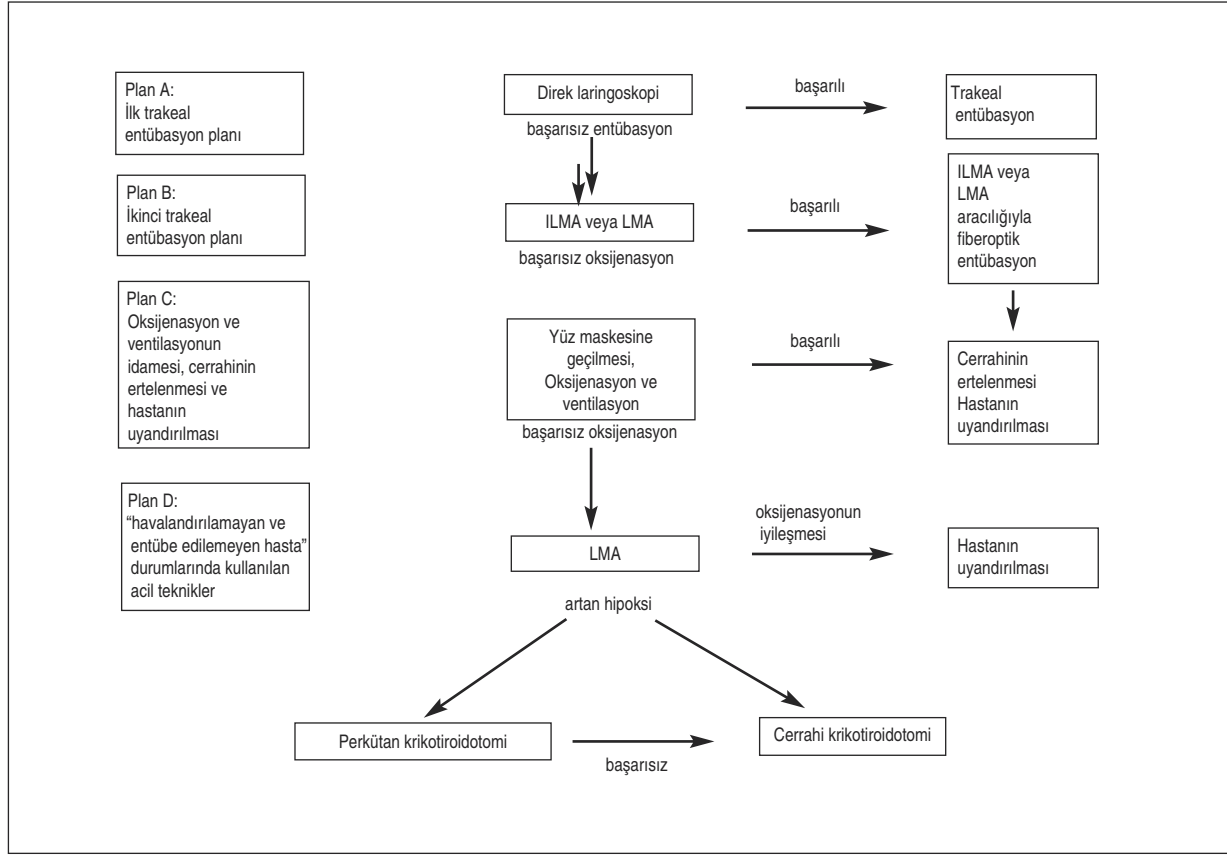 Plan A:
İlk trakeal
entübasyon planı
Direk laringoskopi
başarılı
Trakeal
entübasyon
başarısız entübasyon
Plan B:
İkinci trakeal
entübasyon planı
ILMA veya LMA
başarılı
ILMA veya
LMA
aracılığıyla
fiberoptik
entübasyon
başarısız oksijenasyon
Plan C:
Oksijenasyon ve
ventilasyonun
idamesi, cerrahinin
ertelenmesi ve
hastanın
uyandırılması
Yüz maskesine
geçilmesi,
Oksijenasyon ve
ventilasyon
başarılı
Cerrahinin
ertelenmesi
Hastanın
uyandırılması
başarısız oksijenasyon
Plan D:
“havalandırılamayan ve
entübe edilemeyen hasta”
durumlarında kullanılan
acil teknikler
LMA
oksijenasyonun
iyileşmesi
Hastanın
uyandırılması
artan hipoksi
Perkütan krikotiroidotomi
başarısız
Cerrahi krikotiroidotomi